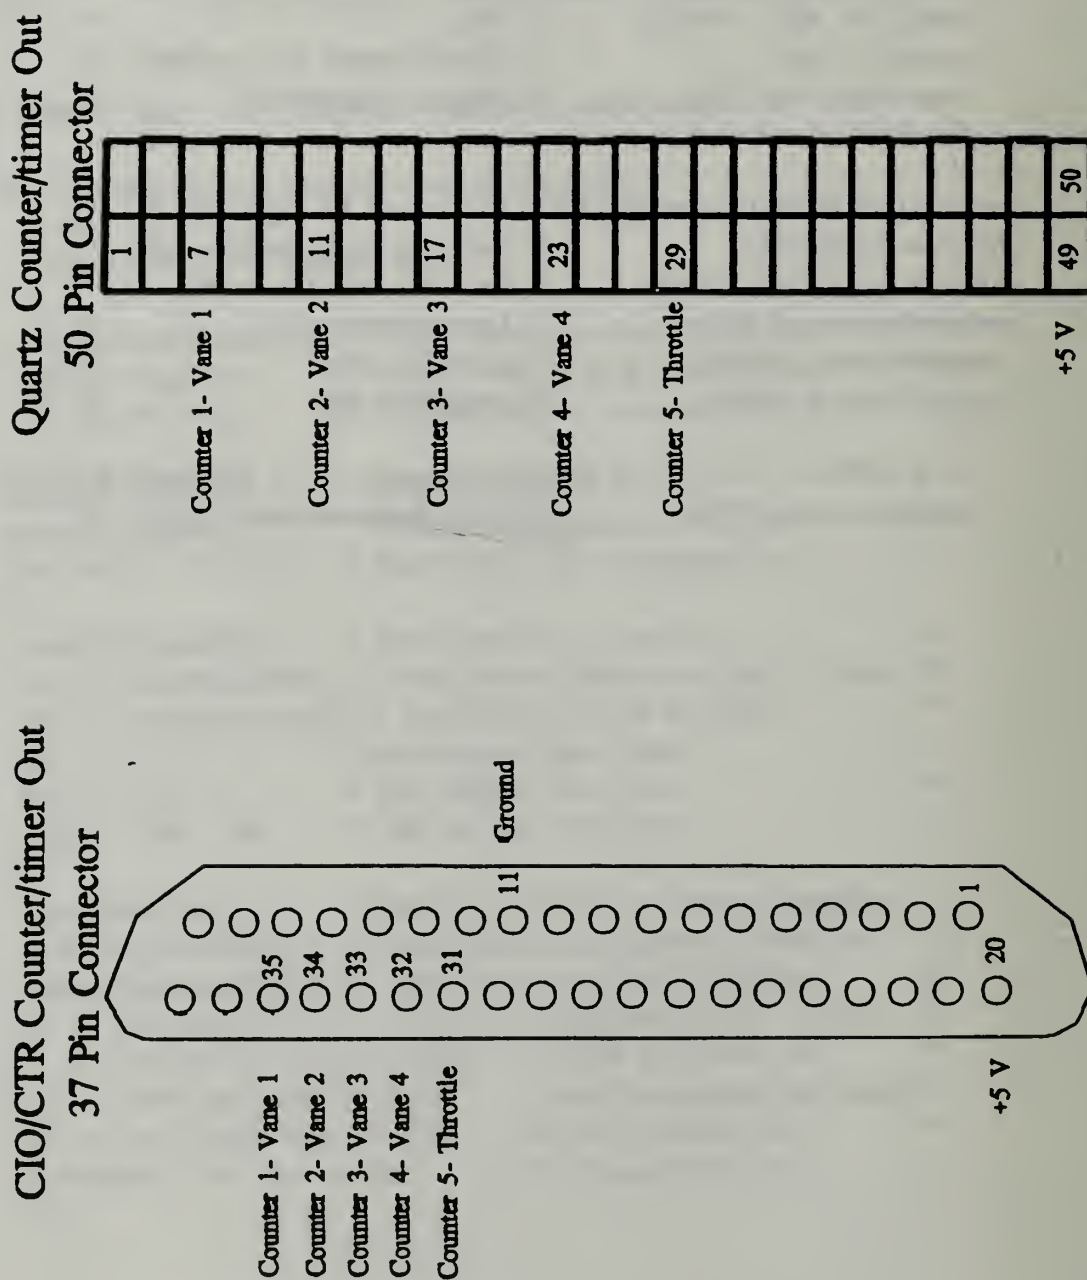 CIO/CTR Counter/timer Out
37 Pin Connector
Counter 1- Vane 1
35
Counter 2- Vane 2
34
Counter 3- Vane 3
33
Counter 4- Vane 4
32
Counter 5- Throttle
31
11
Ground
1
+5 V
20
Quartz Counter/timer Out
50 Pin Connector
1
Counter 1- Vane 1
7
Counter 2- Vane 2
11
Counter 3- Vane 3
17
Counter 4- Vane 4
23
Counter 5- Throttle
29
+5 V
49
50